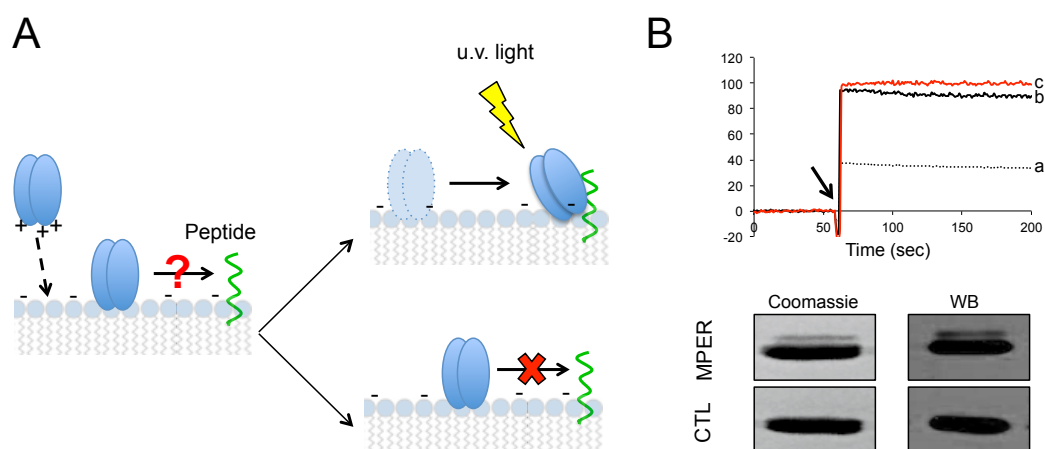 A
u.v. light
+ + +
Peptide
?
- - - -
- - -
- - - -
B
120
100
80
60
40
20
0
-20
0 50 100 150 200
Time (sec)
c
b
a
Coomassie WB
MPER
CTL